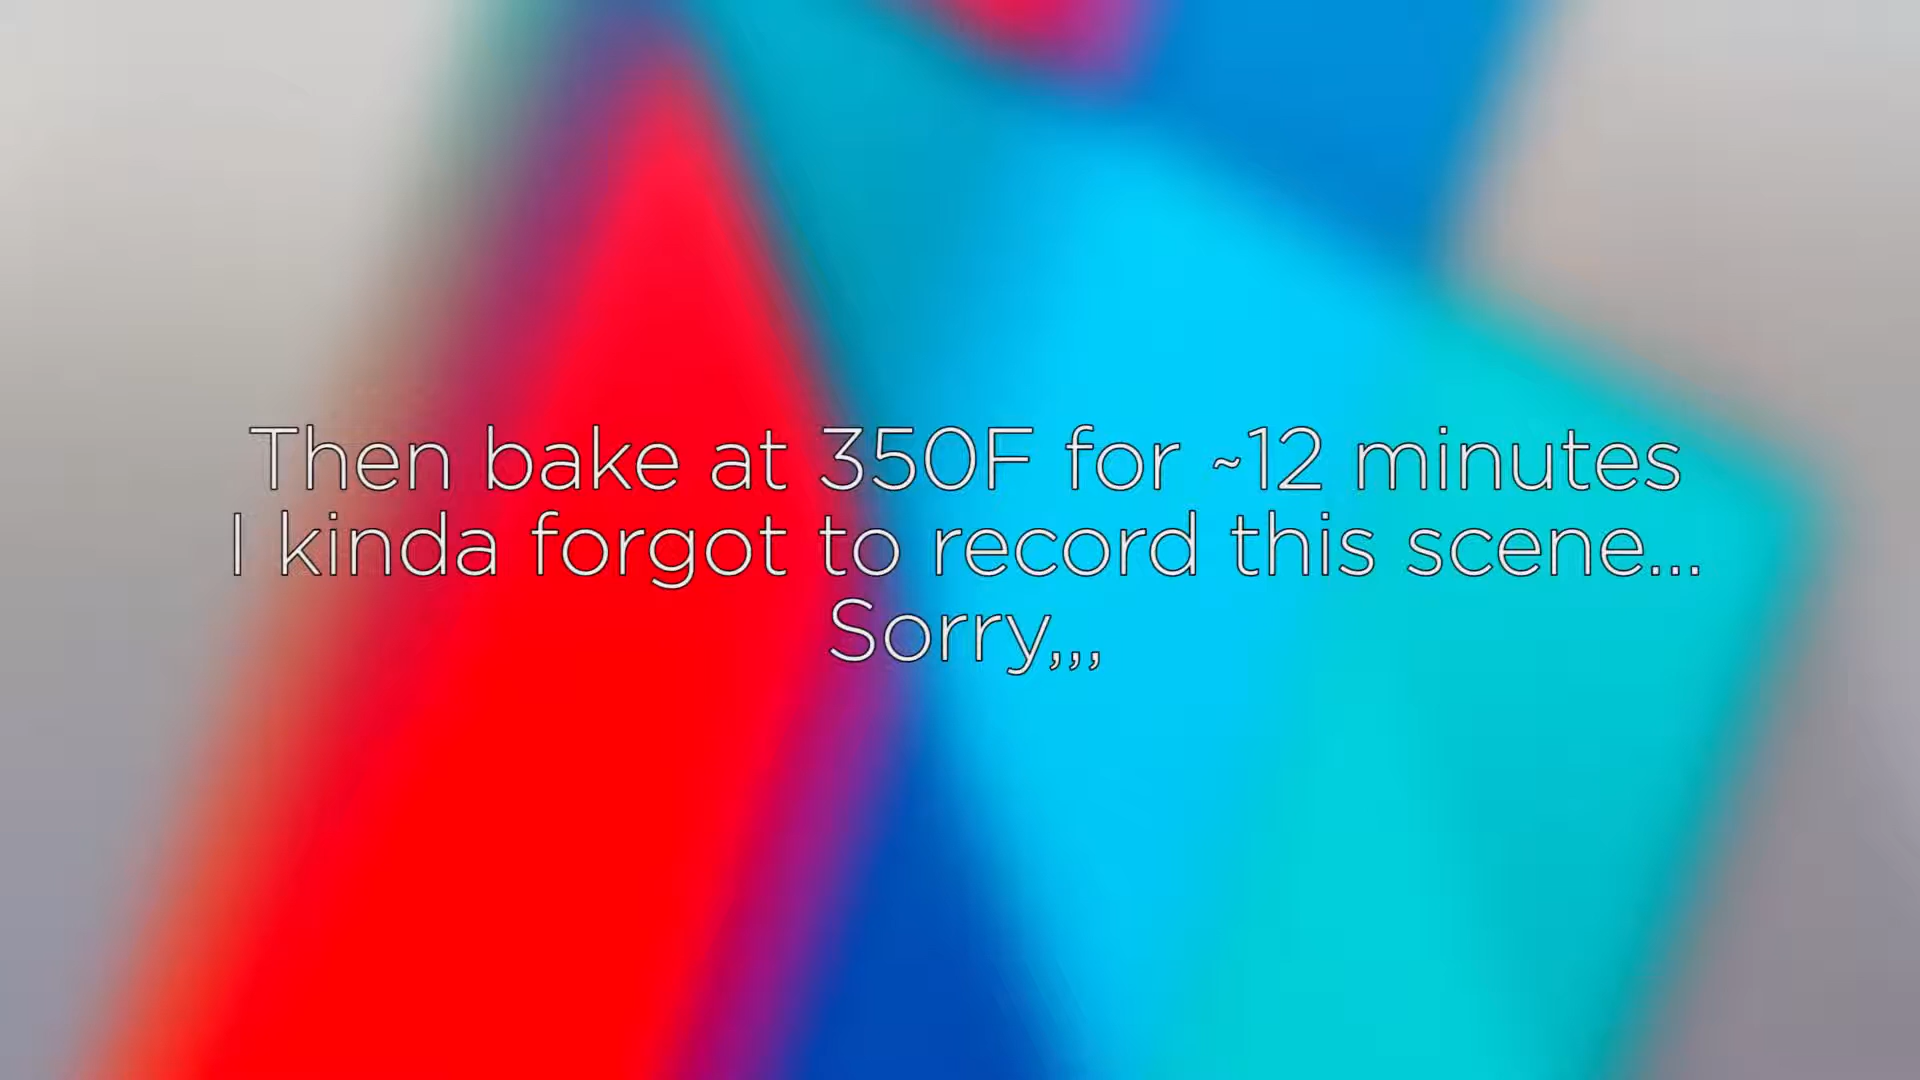 Then bake at 350F for ~12 minutes
I kinda forgot to record this scene...
Sorry,,,